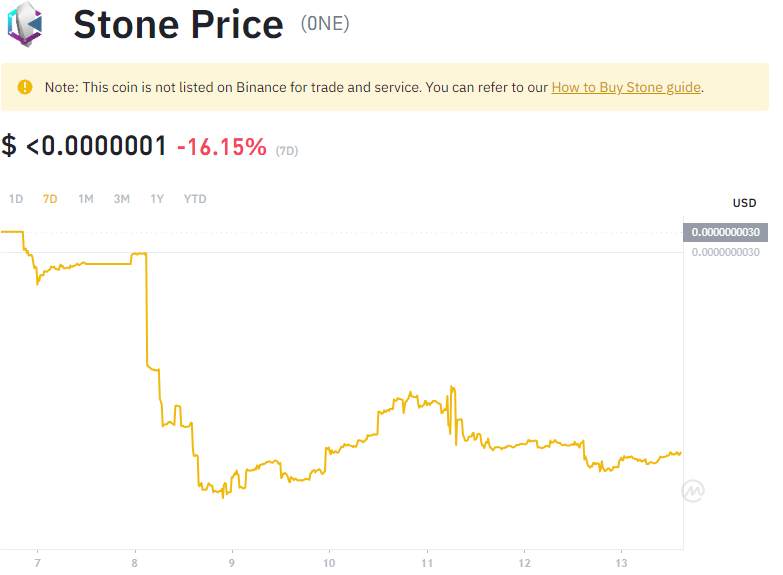 Stone Price (0NE)
Note: This coin is not listed on Binance for trade and service. You can refer to our How to Buy Stone guide.
$ <0.0000001 -16.15% (7D)
1D 7D 1M 3M 1Y YTD
USD
0.0000000030
0.0000000030
7 8 9 10 11 12 13